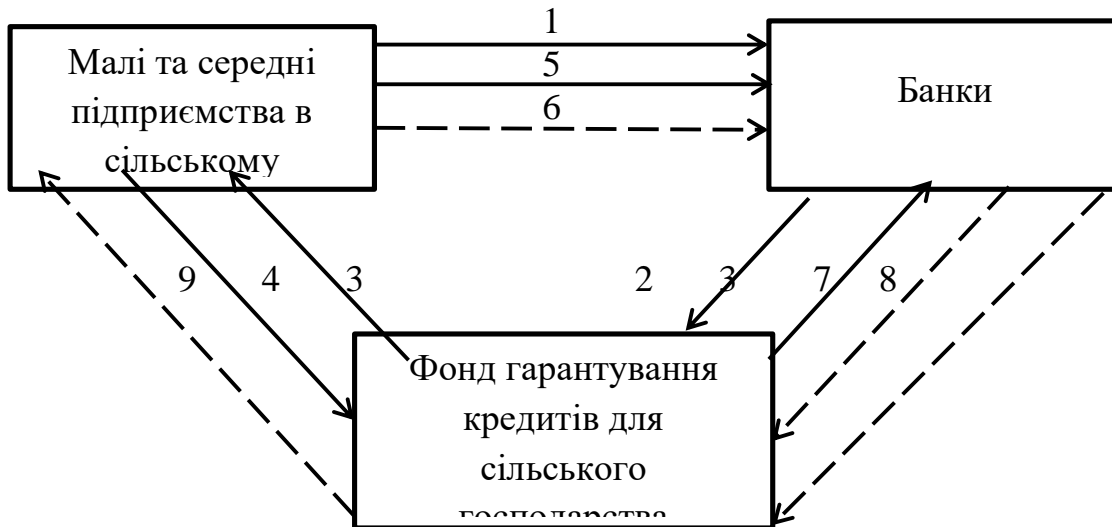 1
Малі та середні
підприємства в
сільському
5
6
Банки
9 4 3 2 3 7 8
Фонд гарантування
кредитів для
сільського
господарства